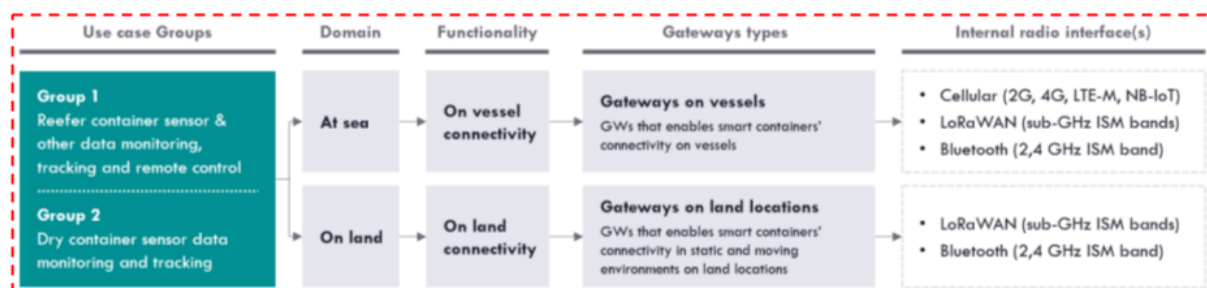 Use case Groups
Domain
Functionality
Gateways types
Internal radio interface(s)
Group 1
Reefer container sensor &
other data monitoring,
tracking and remote control
Group 2
Dry container sensor data
monitoring and tracking
At sea
On vessel
connectivity
Gateways on vessels
GWs that enables smart containers'
connectivity on vessels
• Cellular (2G, 4G, LTE-M, NB-IoT)
• LoRaWAN (sub-GHz ISM bands)
• Bluetooth (2,4 GHz ISM band)
On land
On land
connectivity
Gateways on land locations
GWs that enables smart containers'
connectivity in static and moving
environments on land locations
• LoRaWAN (sub-GHz ISM bands)
• Bluetooth (2,4 GHz ISM band)